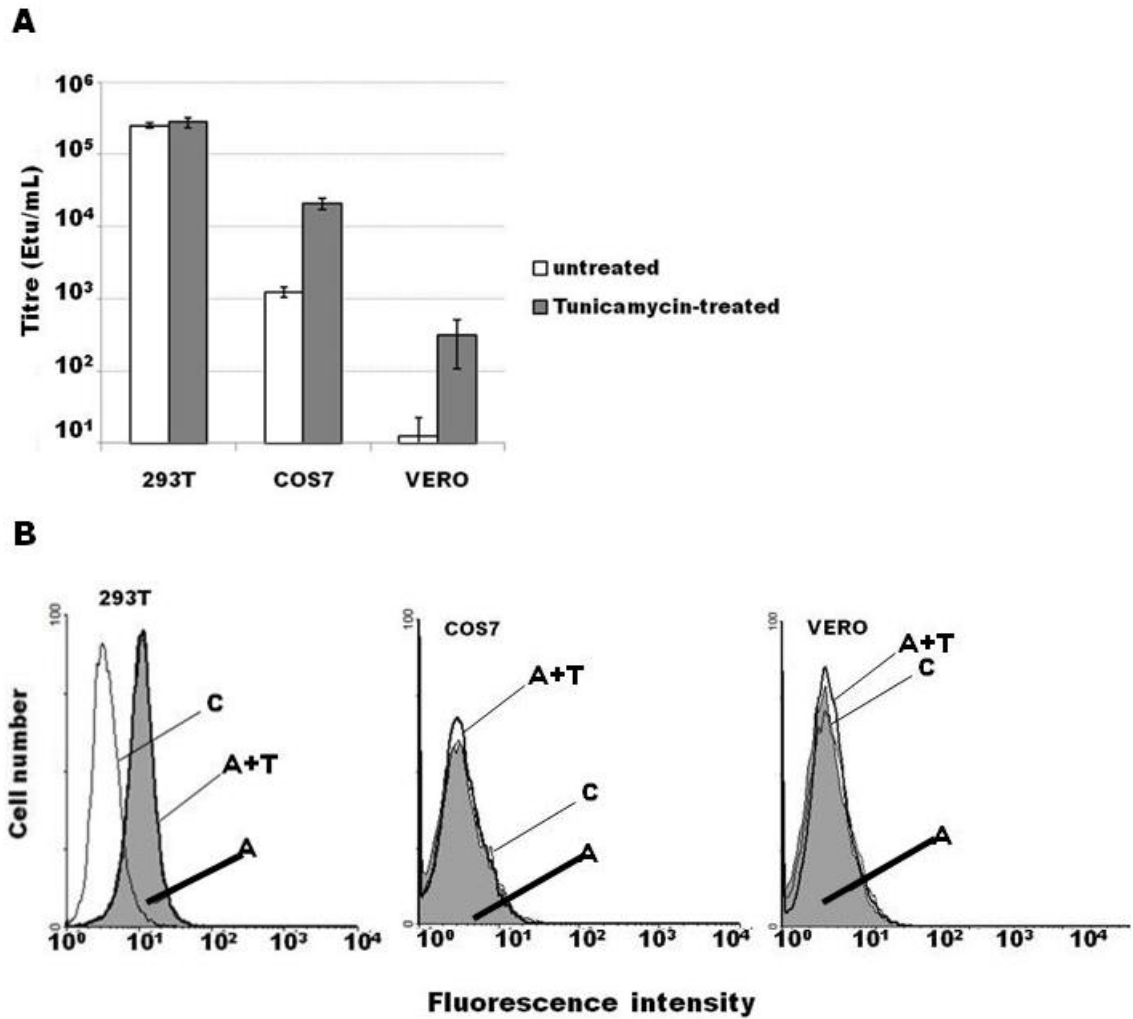 A
10⁶
10⁵
10⁴
10³
10²
10¹
Titre (Etu/mL)
293T COS7 VERO
untreated
Tunicamycin-treated
B
293T
100
C
A+T
A
0
10⁰ 10¹ 10² 10³ 10⁴
Cell number
COS7
100
A+T
C
A
0
10⁰ 10¹ 10² 10³ 10⁴
VERO
100
A+T
C
A
0
10⁰ 10¹ 10² 10³ 10⁴
Fluorescence intensity